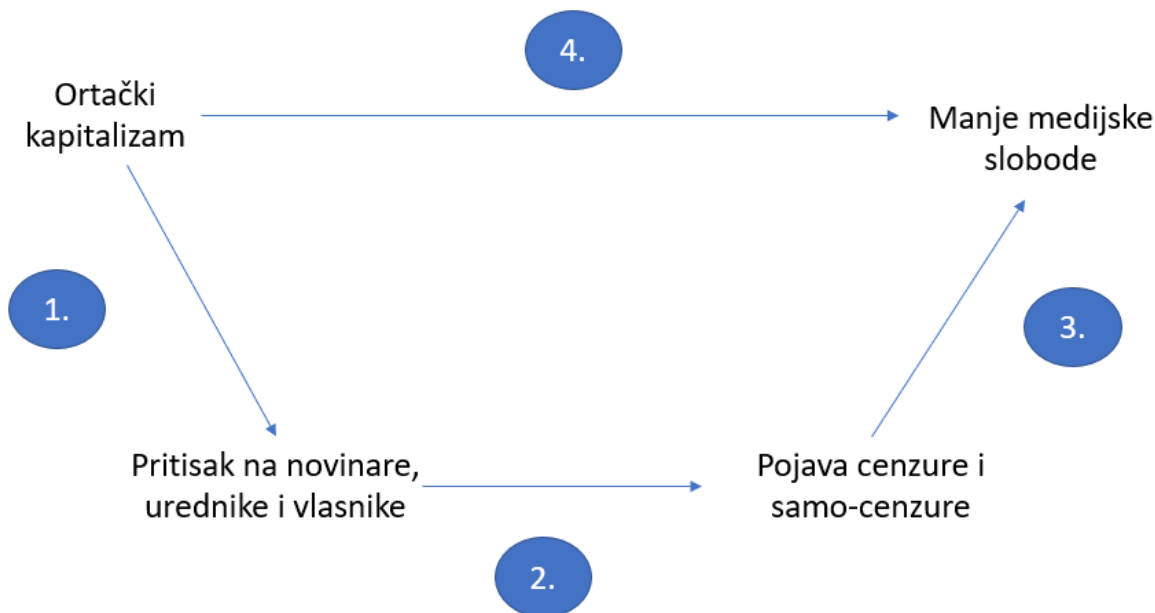 4.
Ortački
kapitalizam
Manje medijske
slobode
1.
3.
Pritisak na novinare,
urednike i vlasnike
Pojava cenzure i
samo-cenzure
2.